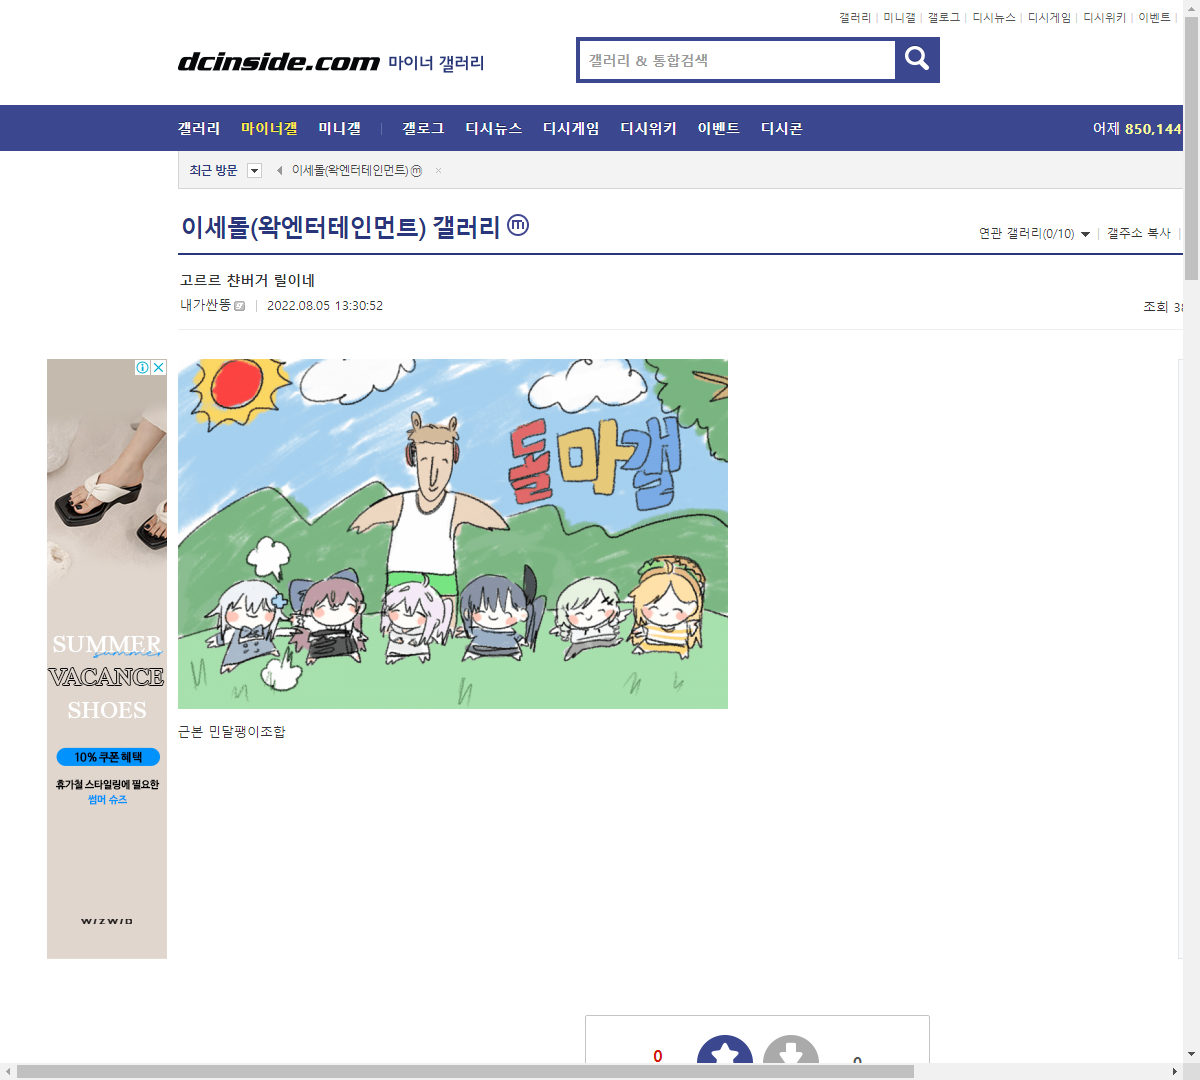 갤러리 | 미니갤 | 갤로그 | 디시뉴스 | 디시게임 | 디시위키 | 이벤트 |
dcinside.com 마이너 갤러리
갤러리 & 통합검색
갤러리 마이너갤 미니갤 | 갤로그 디시뉴스 디시게임 디시위키 이벤트 디시콘
어제 850,144
최근 방문
이세돌(왁엔터테인먼트)ⓜ ×
이세돌(왁엔터테인먼트) 갤러리 ⓜ
연관 갤러리(0/10) | 갤주소 복사 |
고르르 챤버거 릴이네
내가싼똥 | 2022.08.05 13:30:52
조회 38
돌마갤
SUMMER
summer
VACANCE
SHOES
10% 쿠폰 혜택
휴가철 스타일링에 필요한
썸머 슈즈
근본 민달팽이조합
0
0